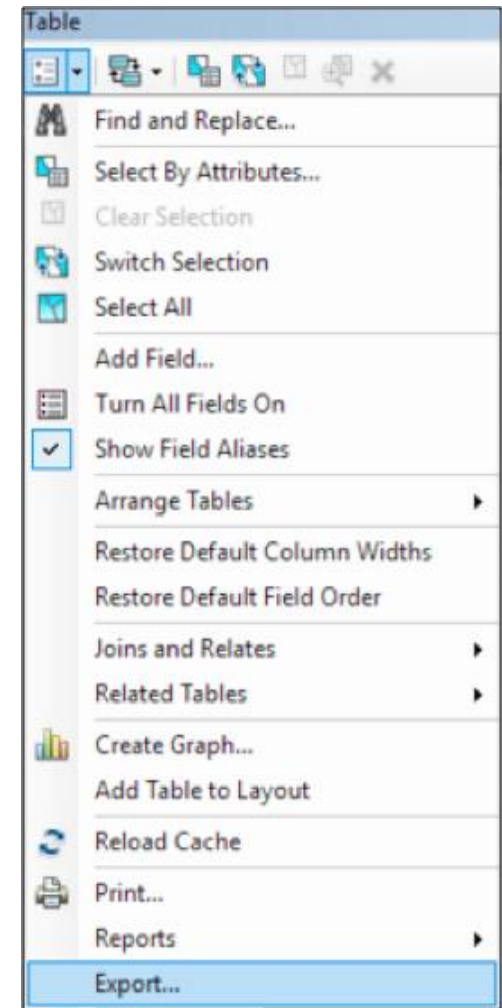 Table
Find and Replace...
Select By Attributes...
Clear Selection
Switch Selection
Select All
Add Field...
Turn All Fields On
Show Field Aliases
Arrange Tables
Restore Default Column Widths
Restore Default Field Order
Joins and Relates
Related Tables
Create Graph...
Add Table to Layout
Reload Cache
Print...
Reports
Export...